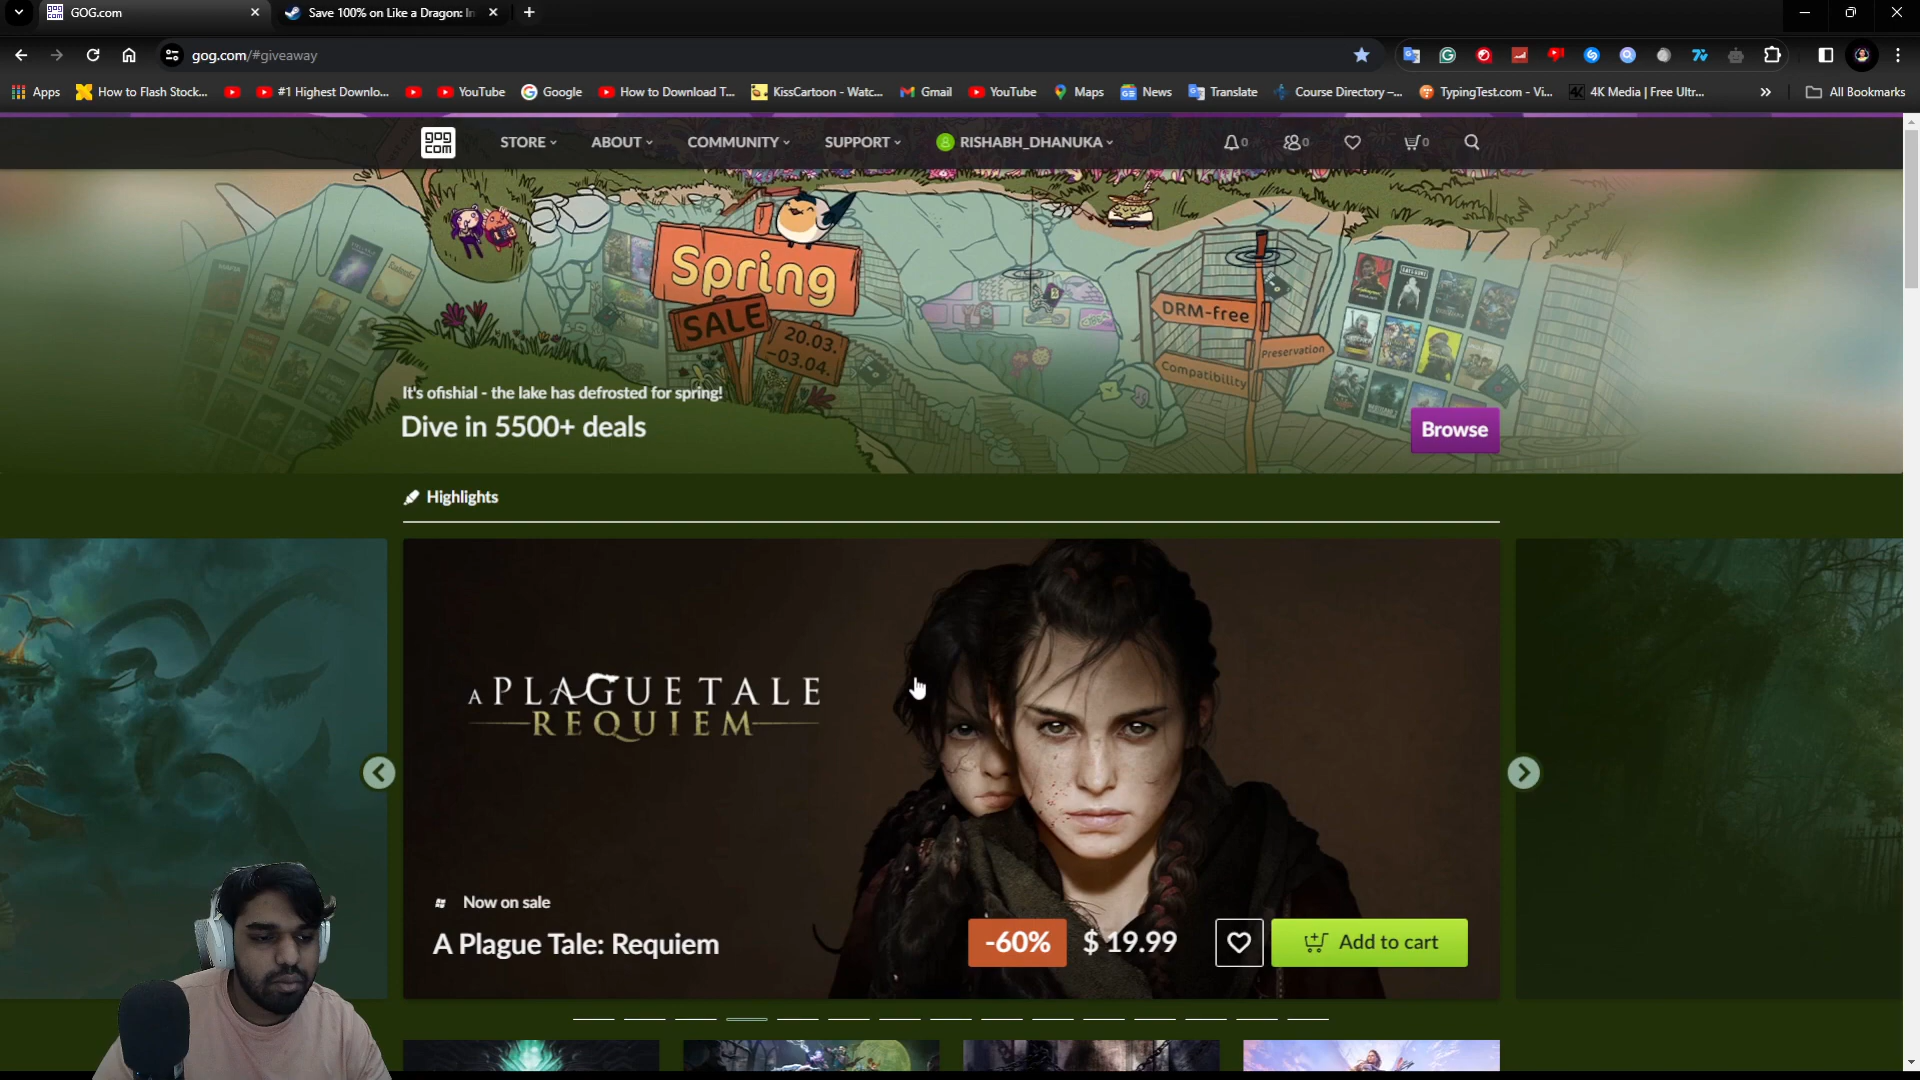 GOG.com
Save 100% on Like a Dragon: In
gog.com/#giveaway
Apps
How to Flash Stock...
#1 Highest Downlo...
YouTube
Google
How to Download T...
KissCartoon - Watc...
Gmail
YouTube
Maps
News
Translate
Course Directory –...
TypingTest.com - Vi...
4K Media | Free Ultr...
All Bookmarks
gog
com
STORE
ABOUT
COMMUNITY
SUPPORT
RISHABH_DHANUKA
0
0
0
Spring
SALE
20.03.
–03.04.
DRM-free
Preservation
Compatibility
It's ofishial - the lake has defrosted for spring!
Dive in 5500+ deals
Browse
Highlights
A PLAGUE TALE
REQUIEM
Now on sale
A Plague Tale: Requiem
-60%
$ 19.99
Add to cart